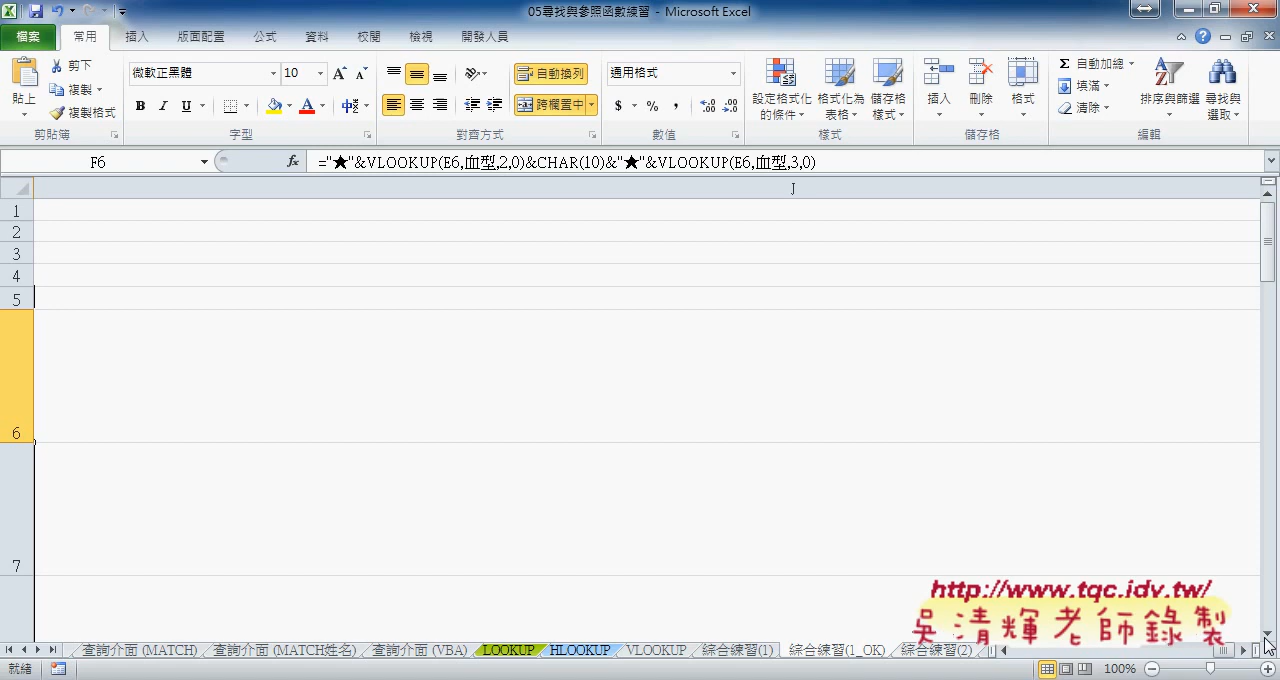 05尋找與參照函數練習 - Microsoft Excel
檔案 常用 插入 版面配置 公式 資料 校閱 檢視 開發人員
貼上 剪下 複製 複製格式 剪貼簿
微軟正黑體 10 B I U 中 字型
自動換列 跨欄置中 對齊方式
通用格式 $ % , .00 數值
設定格式化的條件 格式化為表格 儲存格樣式 樣式
插入 刪除 格式 儲存格
Σ 自動加總 填滿 清除 排序與篩選 尋找與選取 編輯
F6 fx ="★"&VLOOKUP(E6,血型,2,0)&CHAR(10)&"★"&VLOOKUP(E6,血型,3,0)
J
1
2
3
4
5
6
7
http://www.tqc.idv.tw/
吳清輝老師錄製
查詢介面 (MATCH) 查詢介面 (MATCH姓名) 查詢介面 (VBA) LOOKUP HLOOKUP VLOOKUP 綜合練習(1) 綜合練習(1_OK) 綜合練習(2)
就緒 100%